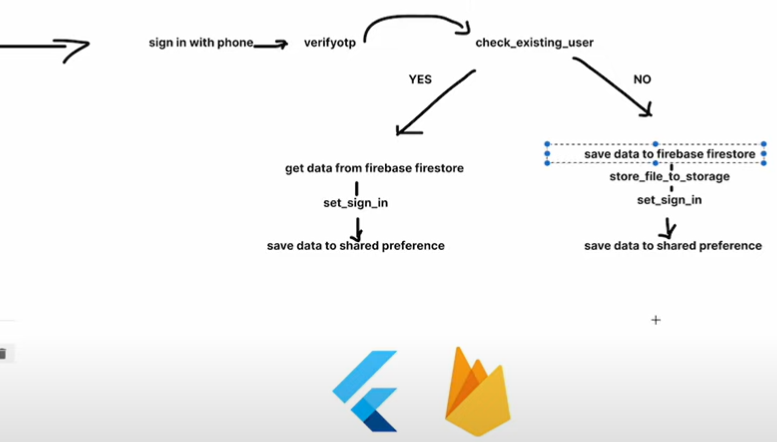 sign in with phone
verifyotp
check_existing_user
YES
NO
get data from firebase firestore
set_sign_in
save data to shared preference
save data to firebase firestore
store_file_to_storage
set_sign_in
save data to shared preference